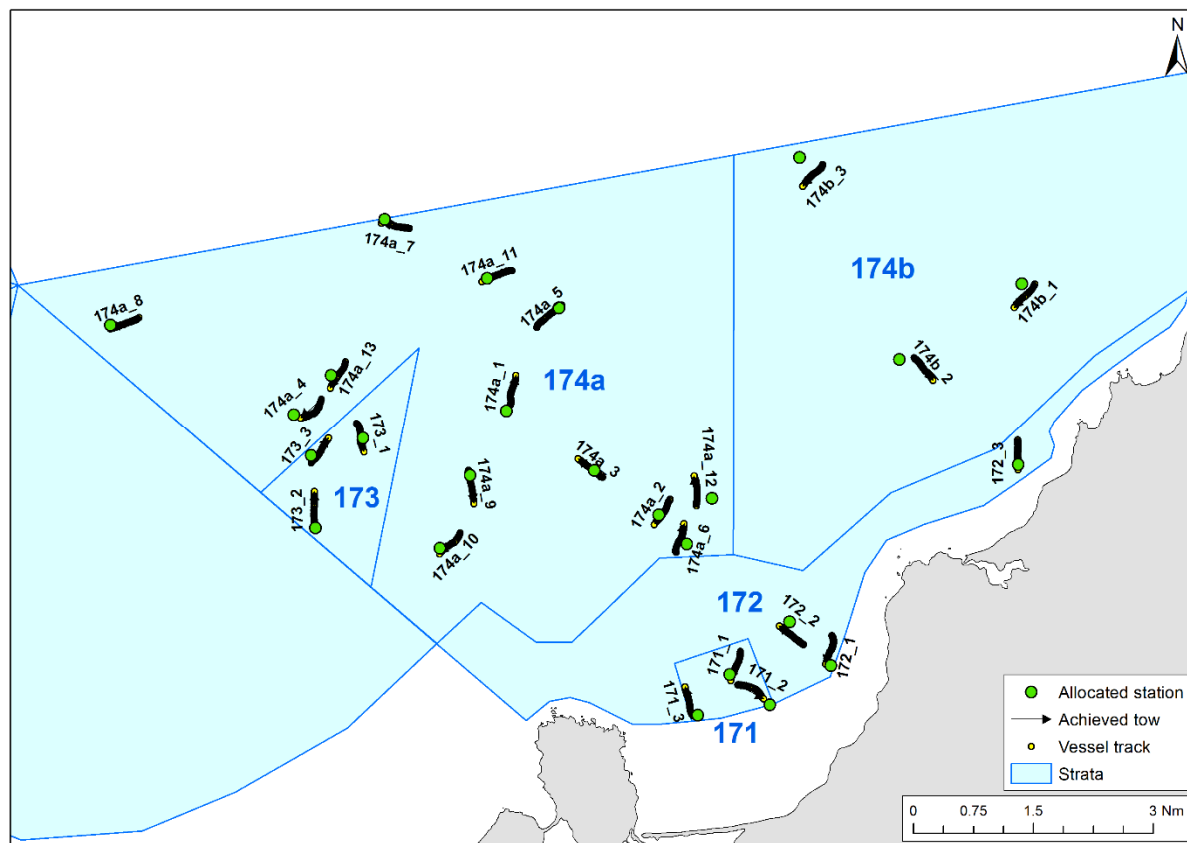 N
174b_3
174a_7
174a_11
174b
174a_5
174b_1
174a_8
174a_13
174b_2
174a_1
174a
174a_4
173_3
173_1
174a_3
174a_12
172_3
173_2
173
174a_9
174a_2
174a_10
174a_6
172
172_2
172_1
171_1
171_2
171_3
171
Allocated station
Achieved tow
Vessel track
Strata
0 0.75 1.5 3 Nm